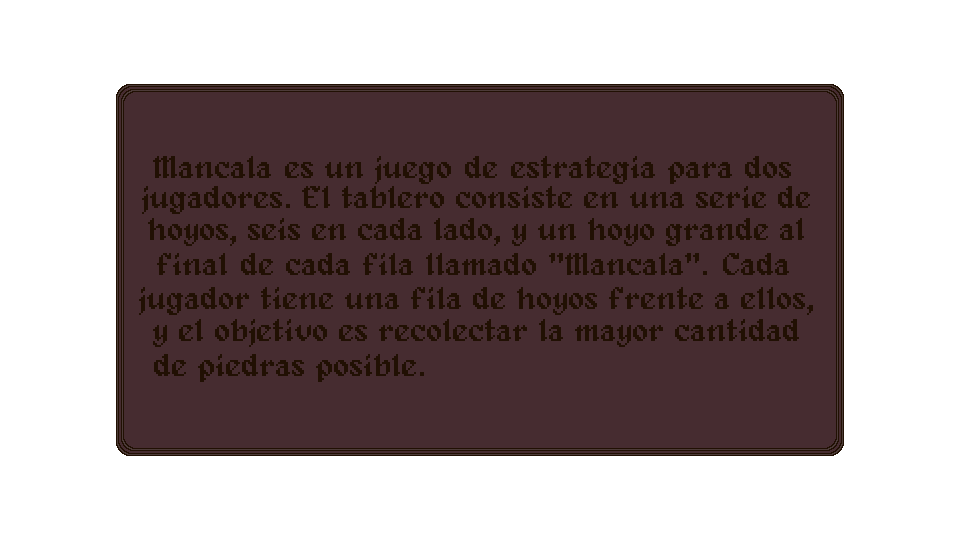 Mancala es un juego de estrategia para dos
jugadores. El tablero consiste en una serie de
hoyos, seis en cada lado, y un hoyo grande al
final de cada fila llamado "Mancala". Cada
jugador tiene una fila de hoyos frente a ellos,
y el objetivo es recolectar la mayor cantidad
de piedras posible.